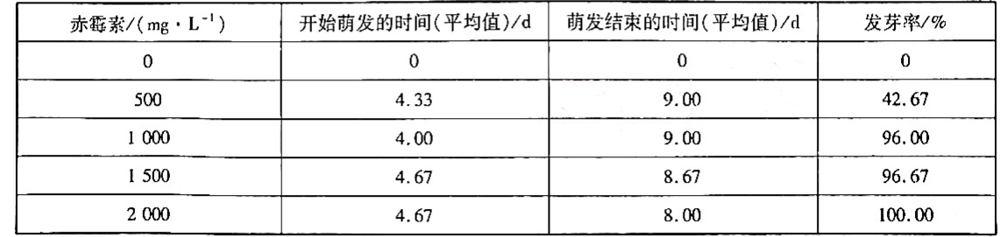 赤霉素/(mg·L⁻¹) 开始萌发的时间(平均值)/d 萌发结束的时间(平均值)/d 发芽率/%
0 0 0 0
500 4.33 9.00 42.67
1 000 4.00 9.00 96.00
1 500 4.67 8.67 96.67
2 000 4.67 8.00 100.00